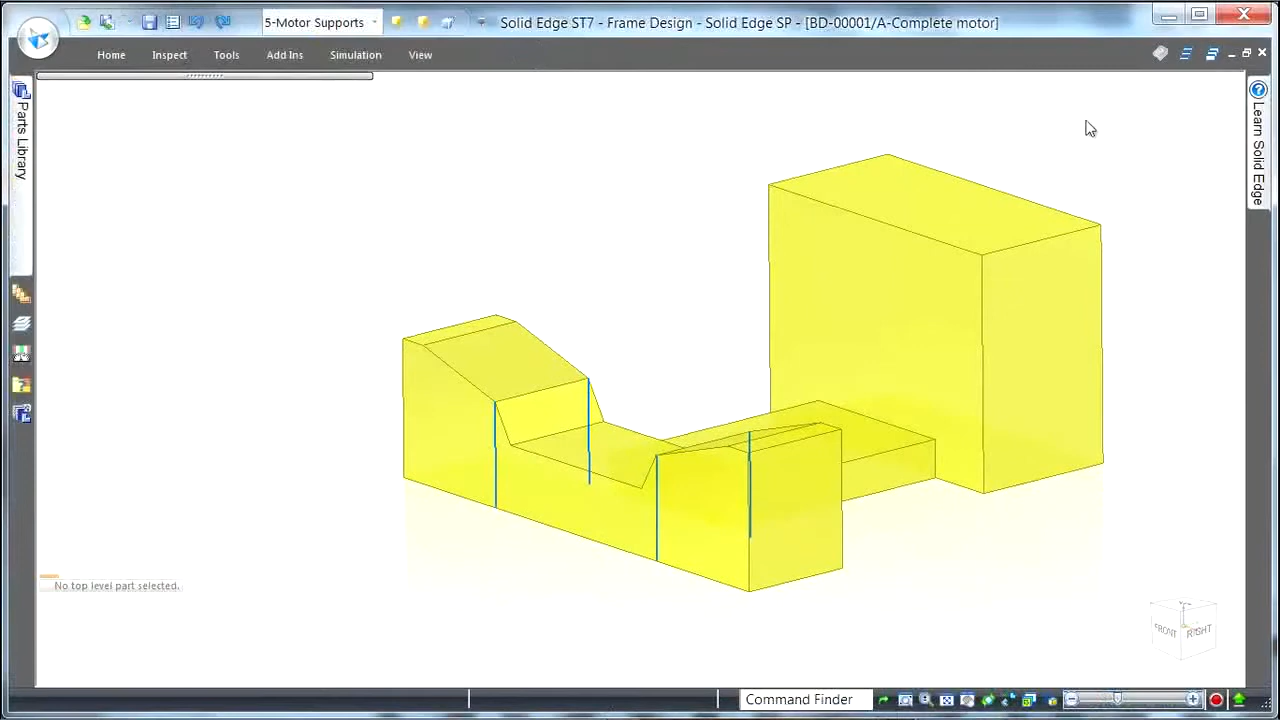 5-Motor Supports
Solid Edge ST7 - Frame Design - Solid Edge SP - [BD-00001/A-Complete motor]
Home Inspect Tools Add Ins Simulation View
Parts Library
Learn Solid Edge
No top level part selected.
FRONT RIGHT
Command Finder